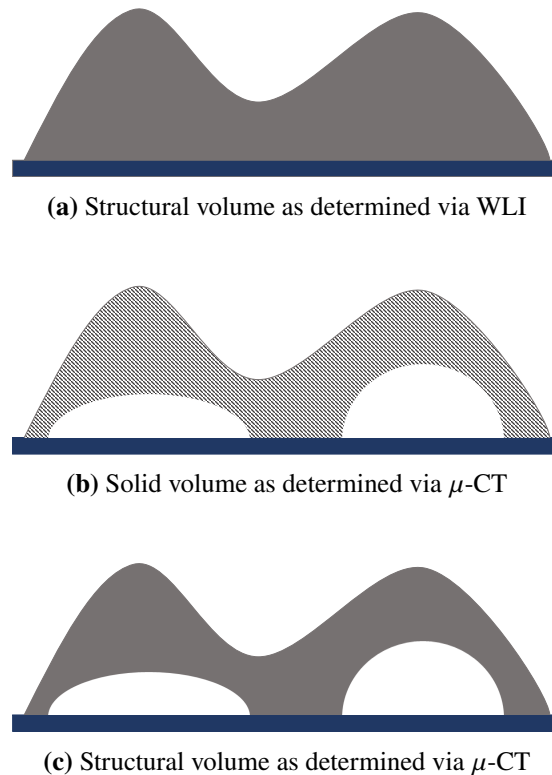 (a) Structural volume as determined via WLI
(b) Solid volume as determined via μ-CT
(c) Structural volume as determined via μ-CT